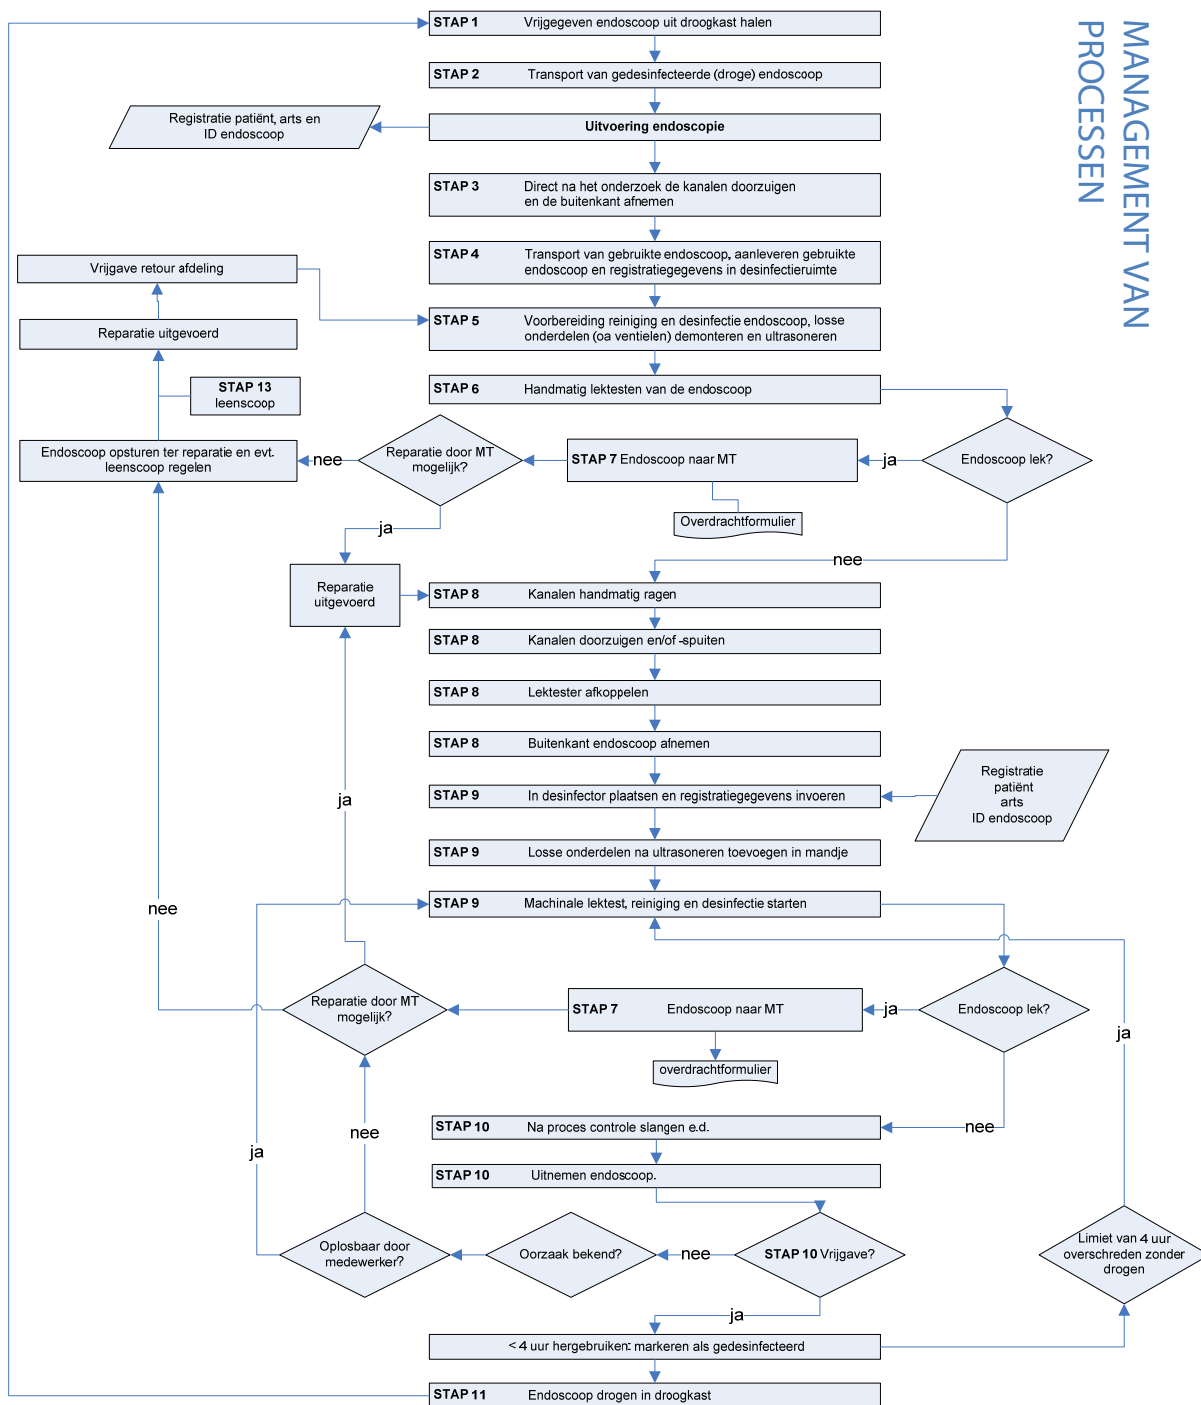 MANAGEMENT VAN
PROCESSEN
STAP 1 Vrijgegeven endoscoop uit droogkast halen
STAP 2 Transport van gedesinfecteerde (droge) endoscoop
Registratie patiënt, arts en
ID endoscoop
Uitvoering endoscopie
STAP 3 Direct na het onderzoek de kanalen doorzuigen
en de buitenkant afnemen
STAP 4 Transport van gebruikte endoscoop, aanleveren gebruikte
endoscoop en registratiegegevens in desinfectieruimte
Vrijgave retour afdeling
STAP 5 Voorbereiding reiniging en desinfectie endoscoop, losse
onderdelen (oa ventielen) demonteren en ultrasoneren
Reparatie uitgevoerd
STAP 6 Handmatig lektesten van de endoscoop
STAP 13
leenscoop
Endoscoop opsturen ter reparatie en evt.
leenscoop regelen
nee
Reparatie door MT
mogelijk?
STAP 7 Endoscoop naar MT
ja
Endoscoop lek?
Overdrachtformulier
ja
nee
Reparatie
uitgevoerd
STAP 8 Kanalen handmatig ragen
STAP 8 Kanalen doorzuigen en/of -spuiten
STAP 8 Lektester afkoppelen
STAP 8 Buitenkant endoscoop afnemen
Registratie
patiënt
arts
ID endoscoop
STAP 9 In desinfector plaatsen en registratiegegevens invoeren
ja
STAP 9 Losse onderdelen na ultrasoneren toevoegen in mandje
STAP 9 Machinale lektest, reiniging en desinfectie starten
nee
Reparatie door MT
mogelijk?
STAP 7 Endoscoop naar MT
ja
Endoscoop lek?
ja
overdrachtformulier
STAP 10 Na proces controle slangen e.d.
nee
nee
ja
STAP 10 Uitnemen endoscoop.
Oplosbaar door
medewerker?
Oorzaak bekend?
nee
STAP 10 Vrijgave?
Limiet van 4 uur
overschreden zonder
drogen
ja
< 4 uur hergebruiken: markeren als gedesinfecteerd
STAP 11 Endoscoop drogen in droogkast